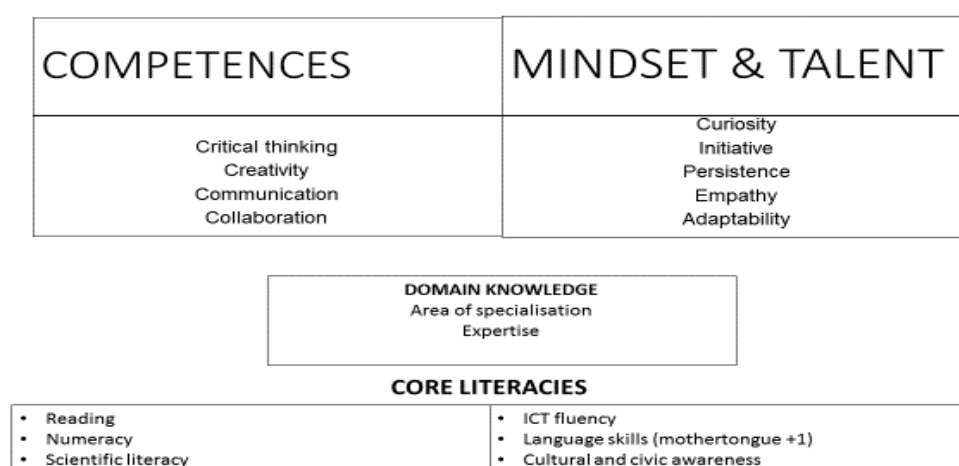 COMPETENCES
MINDSET & TALENT
Critical thinking
Creativity
Communication
Collaboration
Curiosity
Initiative
Persistence
Empathy
Adaptability
DOMAIN KNOWLEDGE
Area of specialisation
Expertise
CORE LITERACIES
• Reading
• Numeracy
• Scientific literacy
• ICT fluency
• Language skills (mothertongue +1)
• Cultural and civic awareness